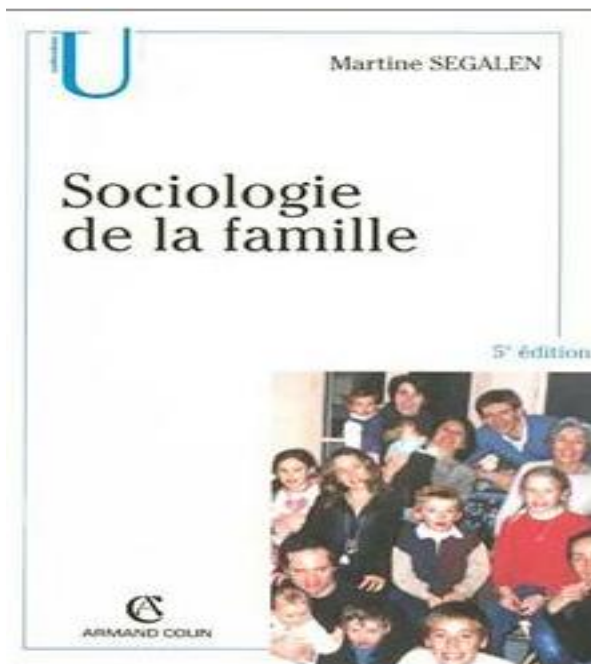 U
Martine SEGALEN
Sociologie
de la famille
5e édition
ARMAND COLIN